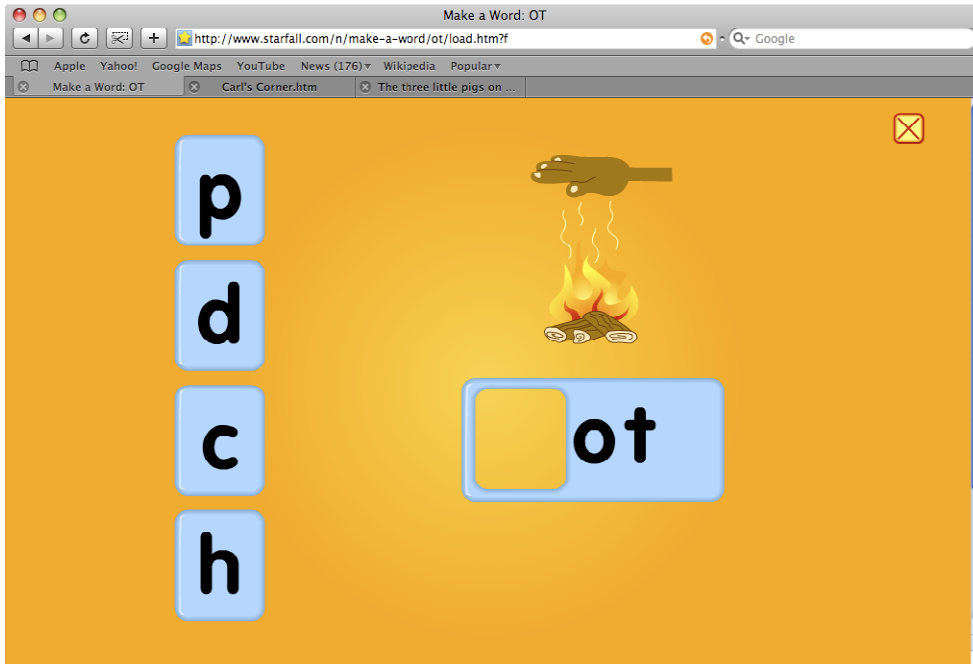 Make a Word: OT
http://www.starfall.com/n/make-a-word/ot/load.htm?f
Google
Apple Yahoo! Google Maps YouTube News (176) Wikipedia Popular
Make a Word: OT Carl's Corner.htm The three little pigs on ...
p
d
c
h
ot